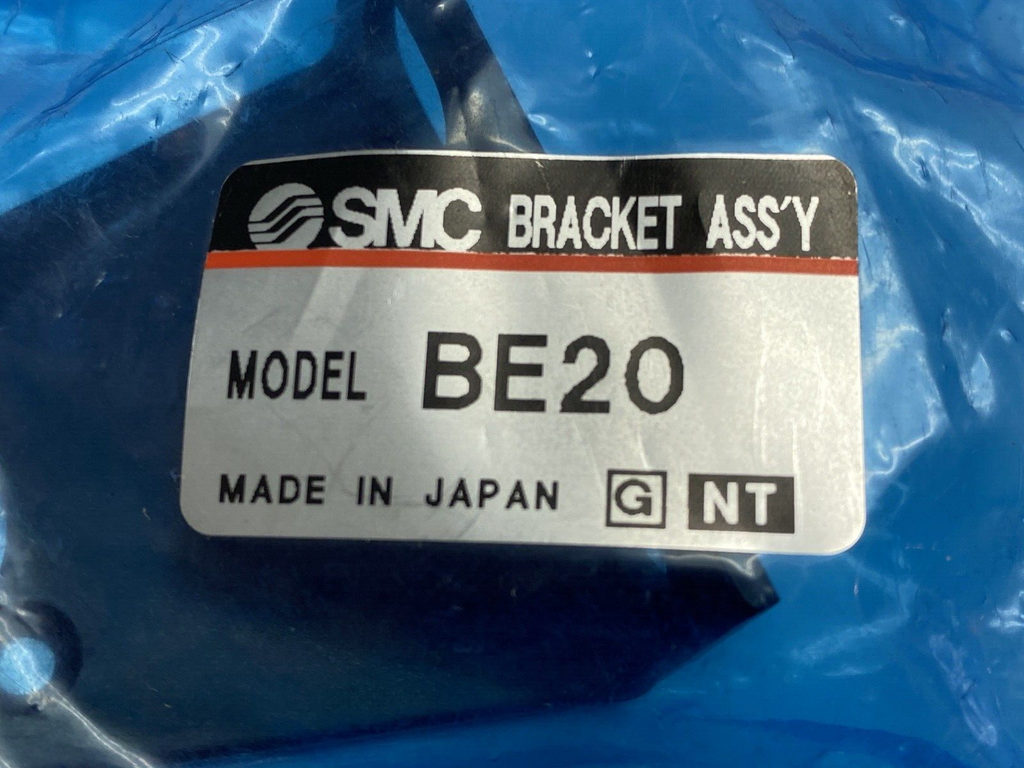 SMC BRACKET ASS'Y
MODEL BE20
MADE IN JAPAN G NT